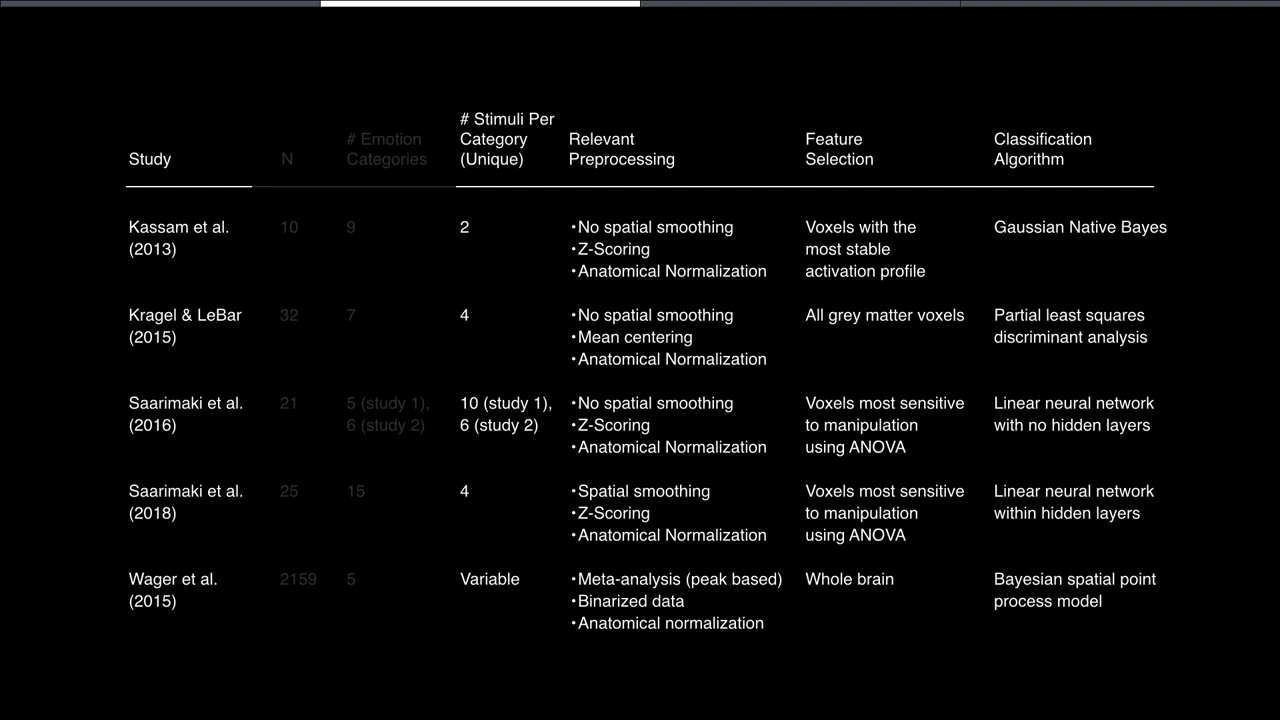 Study
N
# Emotion
Categories
# Stimuli Per
Category
(Unique)
Relevant
Preprocessing
Feature
Selection
Classification
Algorithm
Kassam et al.
(2013)
10
9
2
•No spatial smoothing
•Z-Scoring
•Anatomical Normalization
Voxels with the
most stable
activation profile
Gaussian Native Bayes
Kragel & LeBar
(2015)
32
7
4
•No spatial smoothing
•Mean centering
•Anatomical Normalization
All grey matter voxels
Partial least squares
discriminant analysis
Saarimaki et al.
(2016)
21
5 (study 1),
6 (study 2)
10 (study 1),
6 (study 2)
•No spatial smoothing
•Z-Scoring
•Anatomical Normalization
Voxels most sensitive
to manipulation
using ANOVA
Linear neural network
with no hidden layers
Saarimaki et al.
(2018)
25
15
4
•Spatial smoothing
•Z-Scoring
•Anatomical Normalization
Voxels most sensitive
to manipulation
using ANOVA
Linear neural network
within hidden layers
Wager et al.
(2015)
2159
5
Variable
•Meta-analysis (peak based)
•Binarized data
•Anatomical normalization
Whole brain
Bayesian spatial point
process model